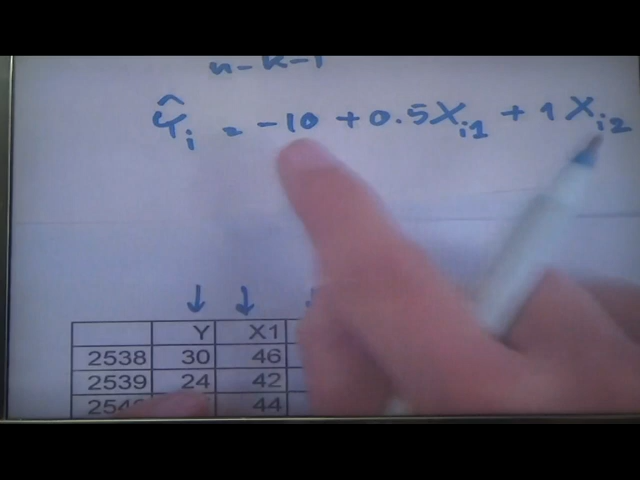 n-k-1
Ŷi = -10 + 0.5Xi1 + 1Xi2
↓ ↓
Y X1
2538 30 46
2539 24 42
44